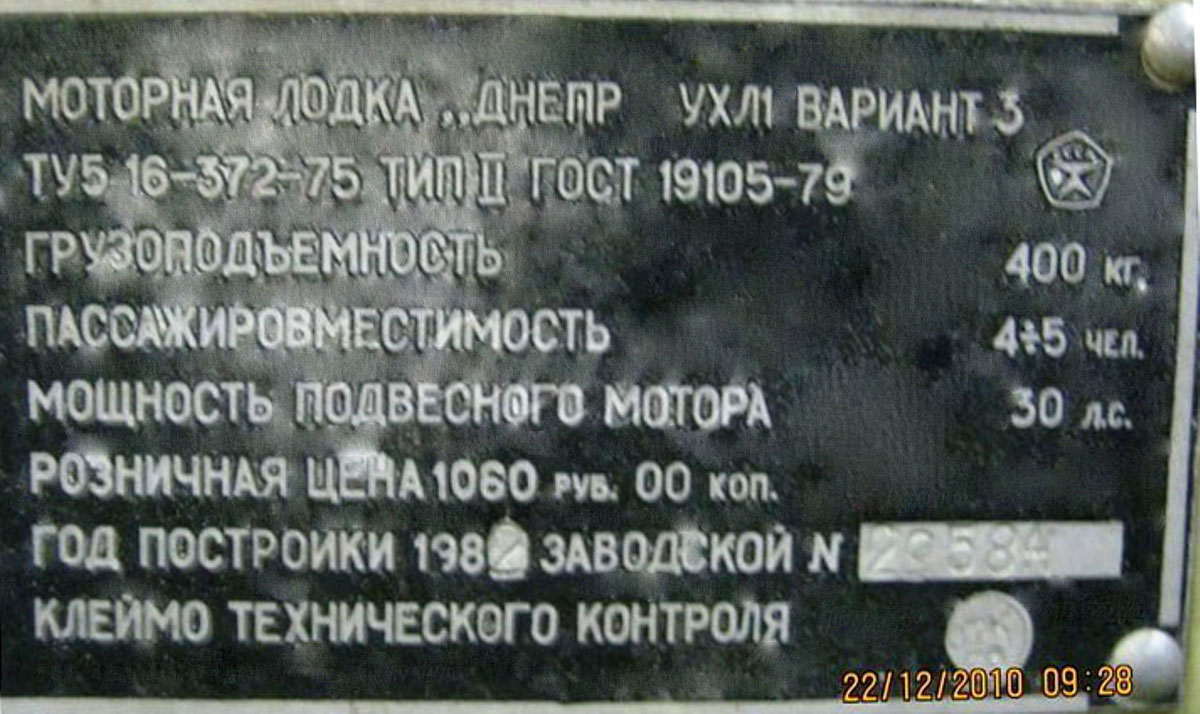 МОТОРНАЯ ЛОДКА „ДНЕПР УХЛ1 ВАРИАНТ 3
ТУ5 16-372-75 ТИП II ГОСТ 19105-79
ГРУЗОПОДЪЕМНОСТЬ 400 КГ.
ПАССАЖИРОВМЕСТИМОСТЬ 4÷5 ЧЕЛ.
МОЩНОСТЬ ПОДВЕСНОГО МОТОРА 30 Л.С.
РОЗНИЧНАЯ ЦЕНА 1060 РУБ. 00 КОП.
ГОД ПОСТРОЙКИ 1982 ЗАВОДСКОЙ N
КЛЕЙМО ТЕХНИЧЕСКОГО КОНТРОЛЯ
22/12/2010 09:28